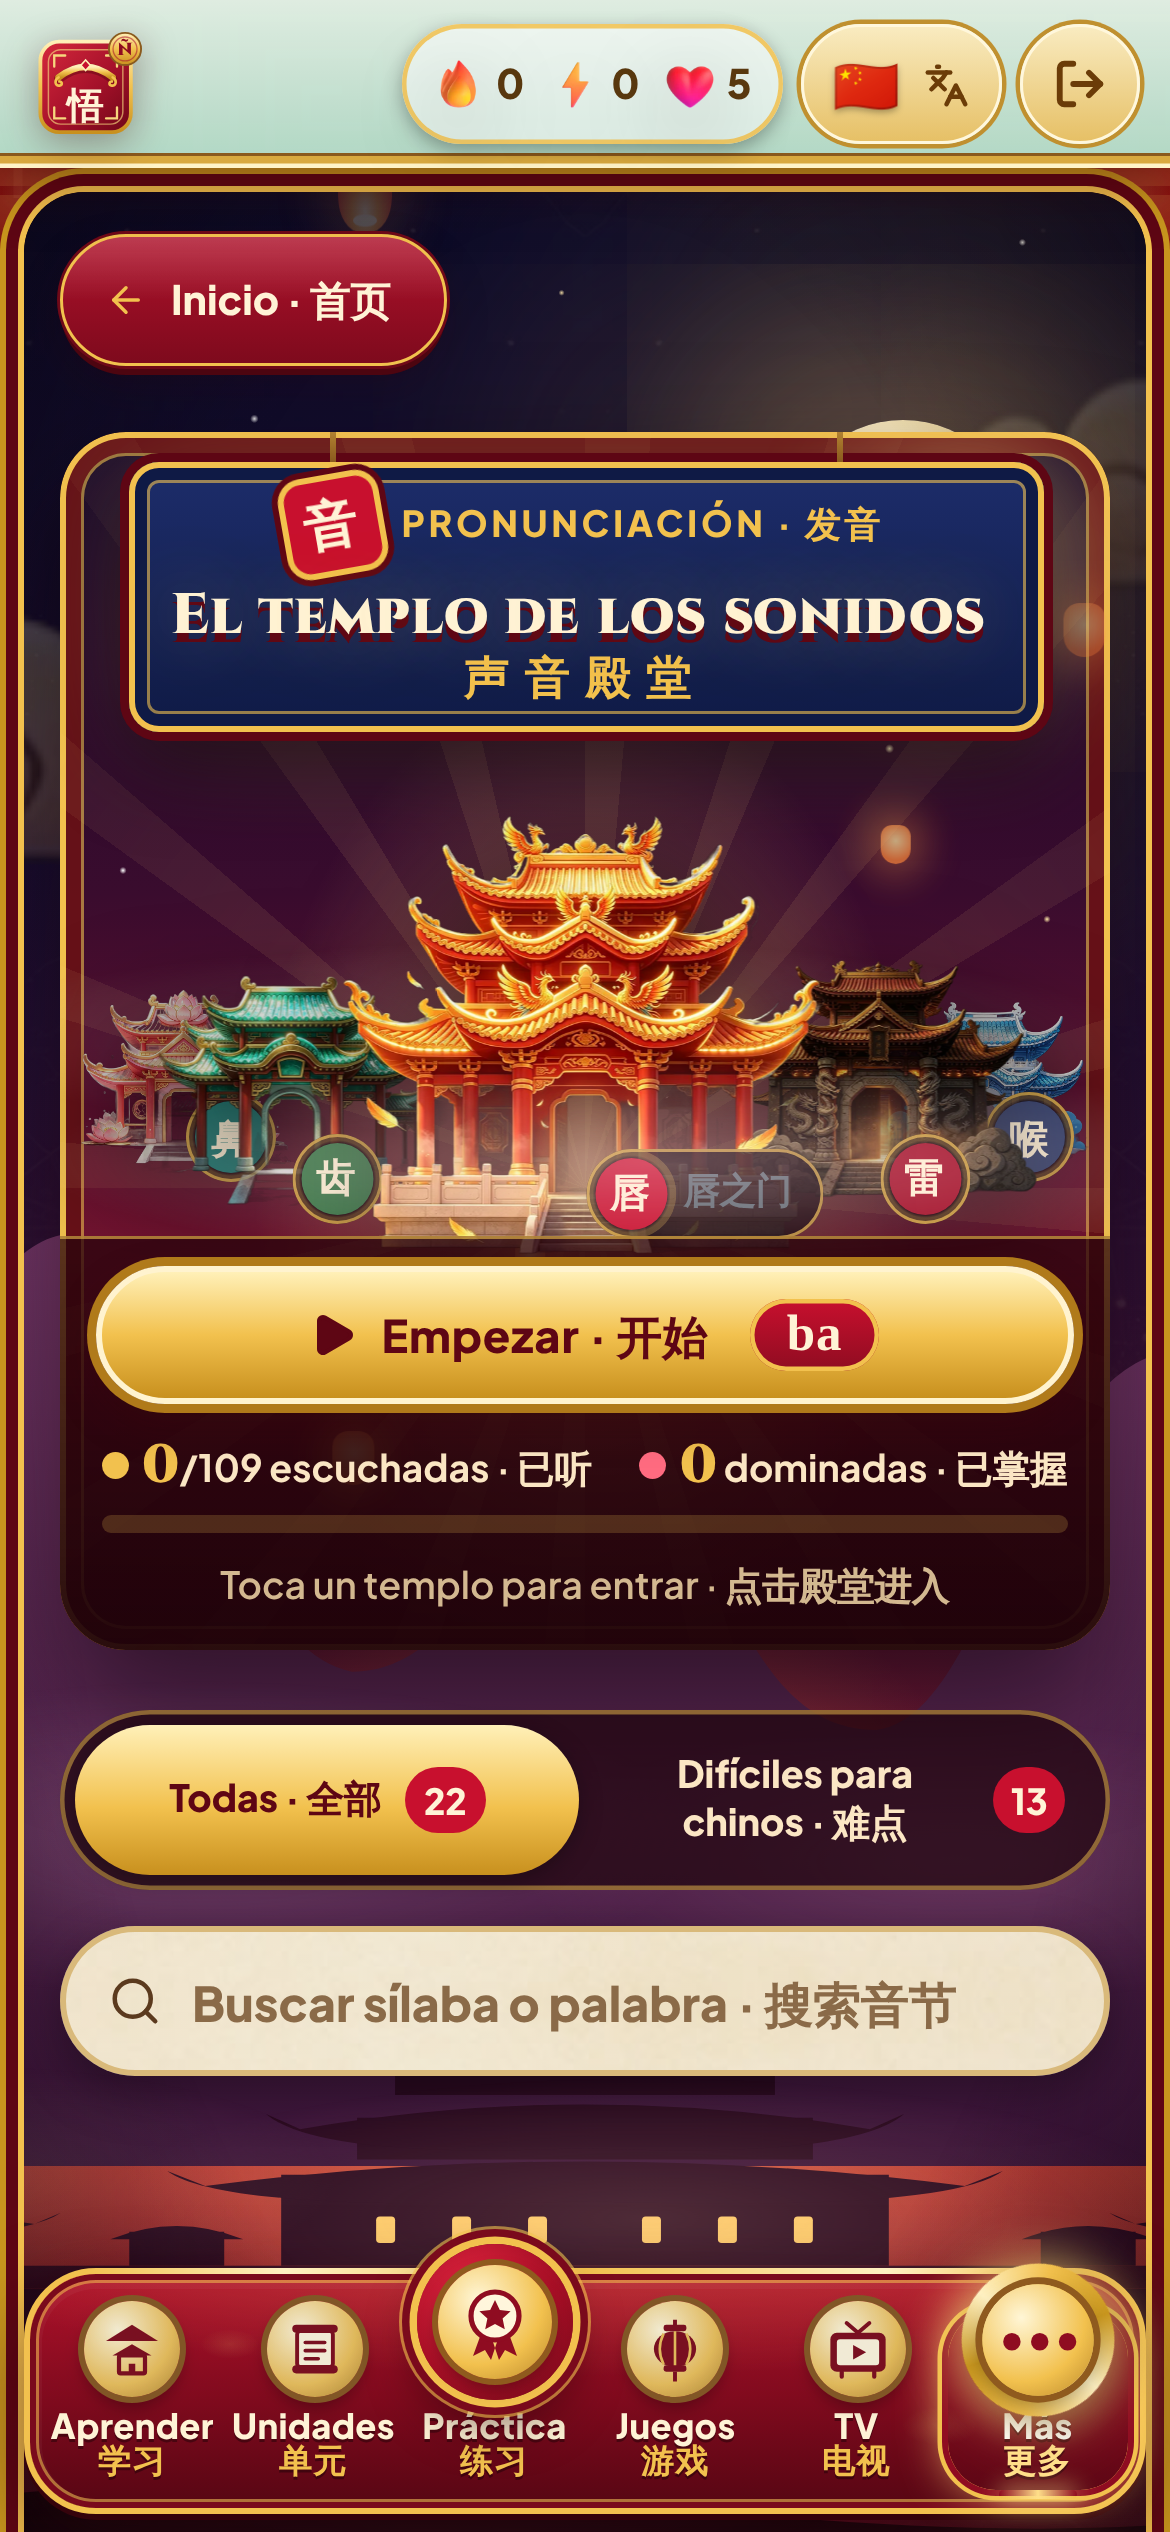 悟 Ñ
0 0 5
Inicio · 首页
音 PRONUNCIACIÓN · 发音
EL TEMPLO DE LOS SONIDOS
声音殿堂
鼻 喉
齿 唇 唇之门 雷
Empezar · 开始 ba
0/109 escuchadas · 已听 0 dominadas · 已掌握
Toca un templo para entrar · 点击殿堂进入
Todas · 全部 22
Difíciles para
chinos · 难点 13
Buscar sílaba o palabra · 搜索音节
Aprender Unidades Práctica Juegos TV Más
学习 单元 练习 游戏 电视 更多